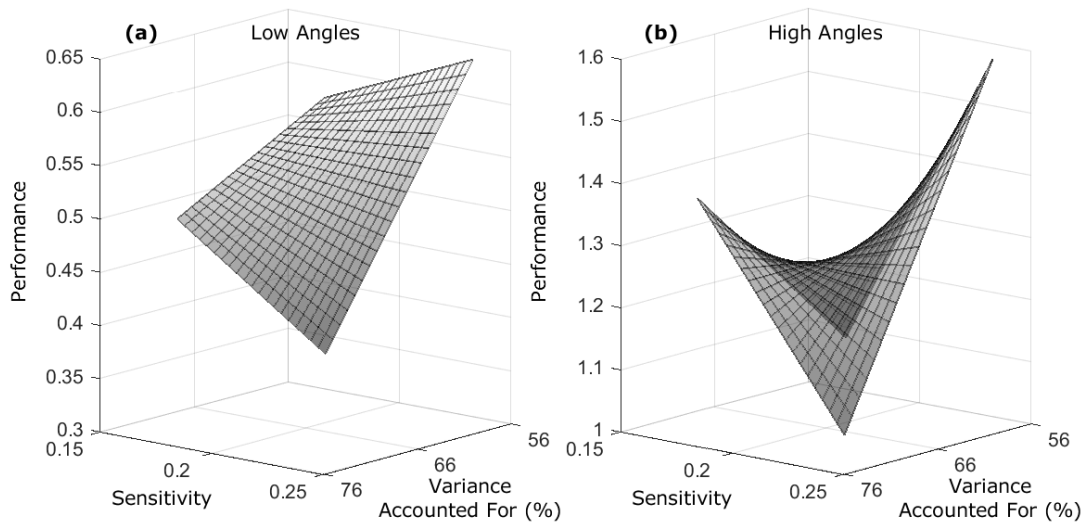 (a) Low Angles
0.65
0.6
0.55
0.5
0.45
0.4
0.35
0.3
Performance
0.15
0.2
0.25
Sensitivity
76
66
56
Variance
Accounted For (%)
(b) High Angles
1.6
1.5
1.4
1.3
1.2
1.1
1
Performance
0.15
0.2
0.25
Sensitivity
76
66
56
Variance
Accounted For (%)